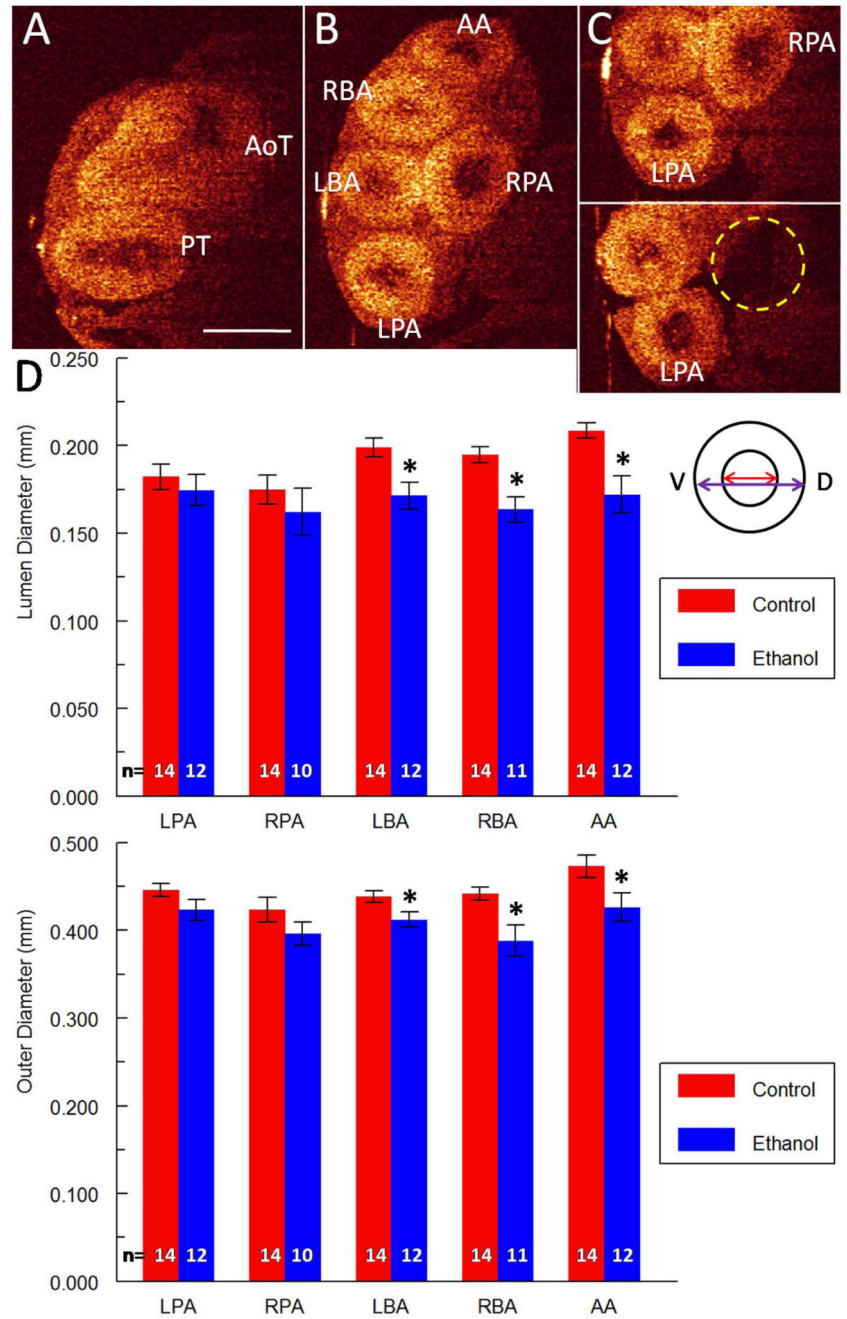 A
AoT
PT
B
AA
RBA
LBA
RPA
LPA
C
RPA
LPA
LPA
D
Lumen Diameter (mm)
0.250
0.200
0.150
0.100
0.050
0.000
* * *
n= 14 12 14 10 14 12 14 11 14 12
LPA RPA LBA RBA AA
V D
Control
Ethanol
Outer Diameter (mm)
0.500
0.400
0.300
0.200
0.100
0.000
* * *
n= 14 12 14 10 14 12 14 11 14 12
LPA RPA LBA RBA AA
Control
Ethanol